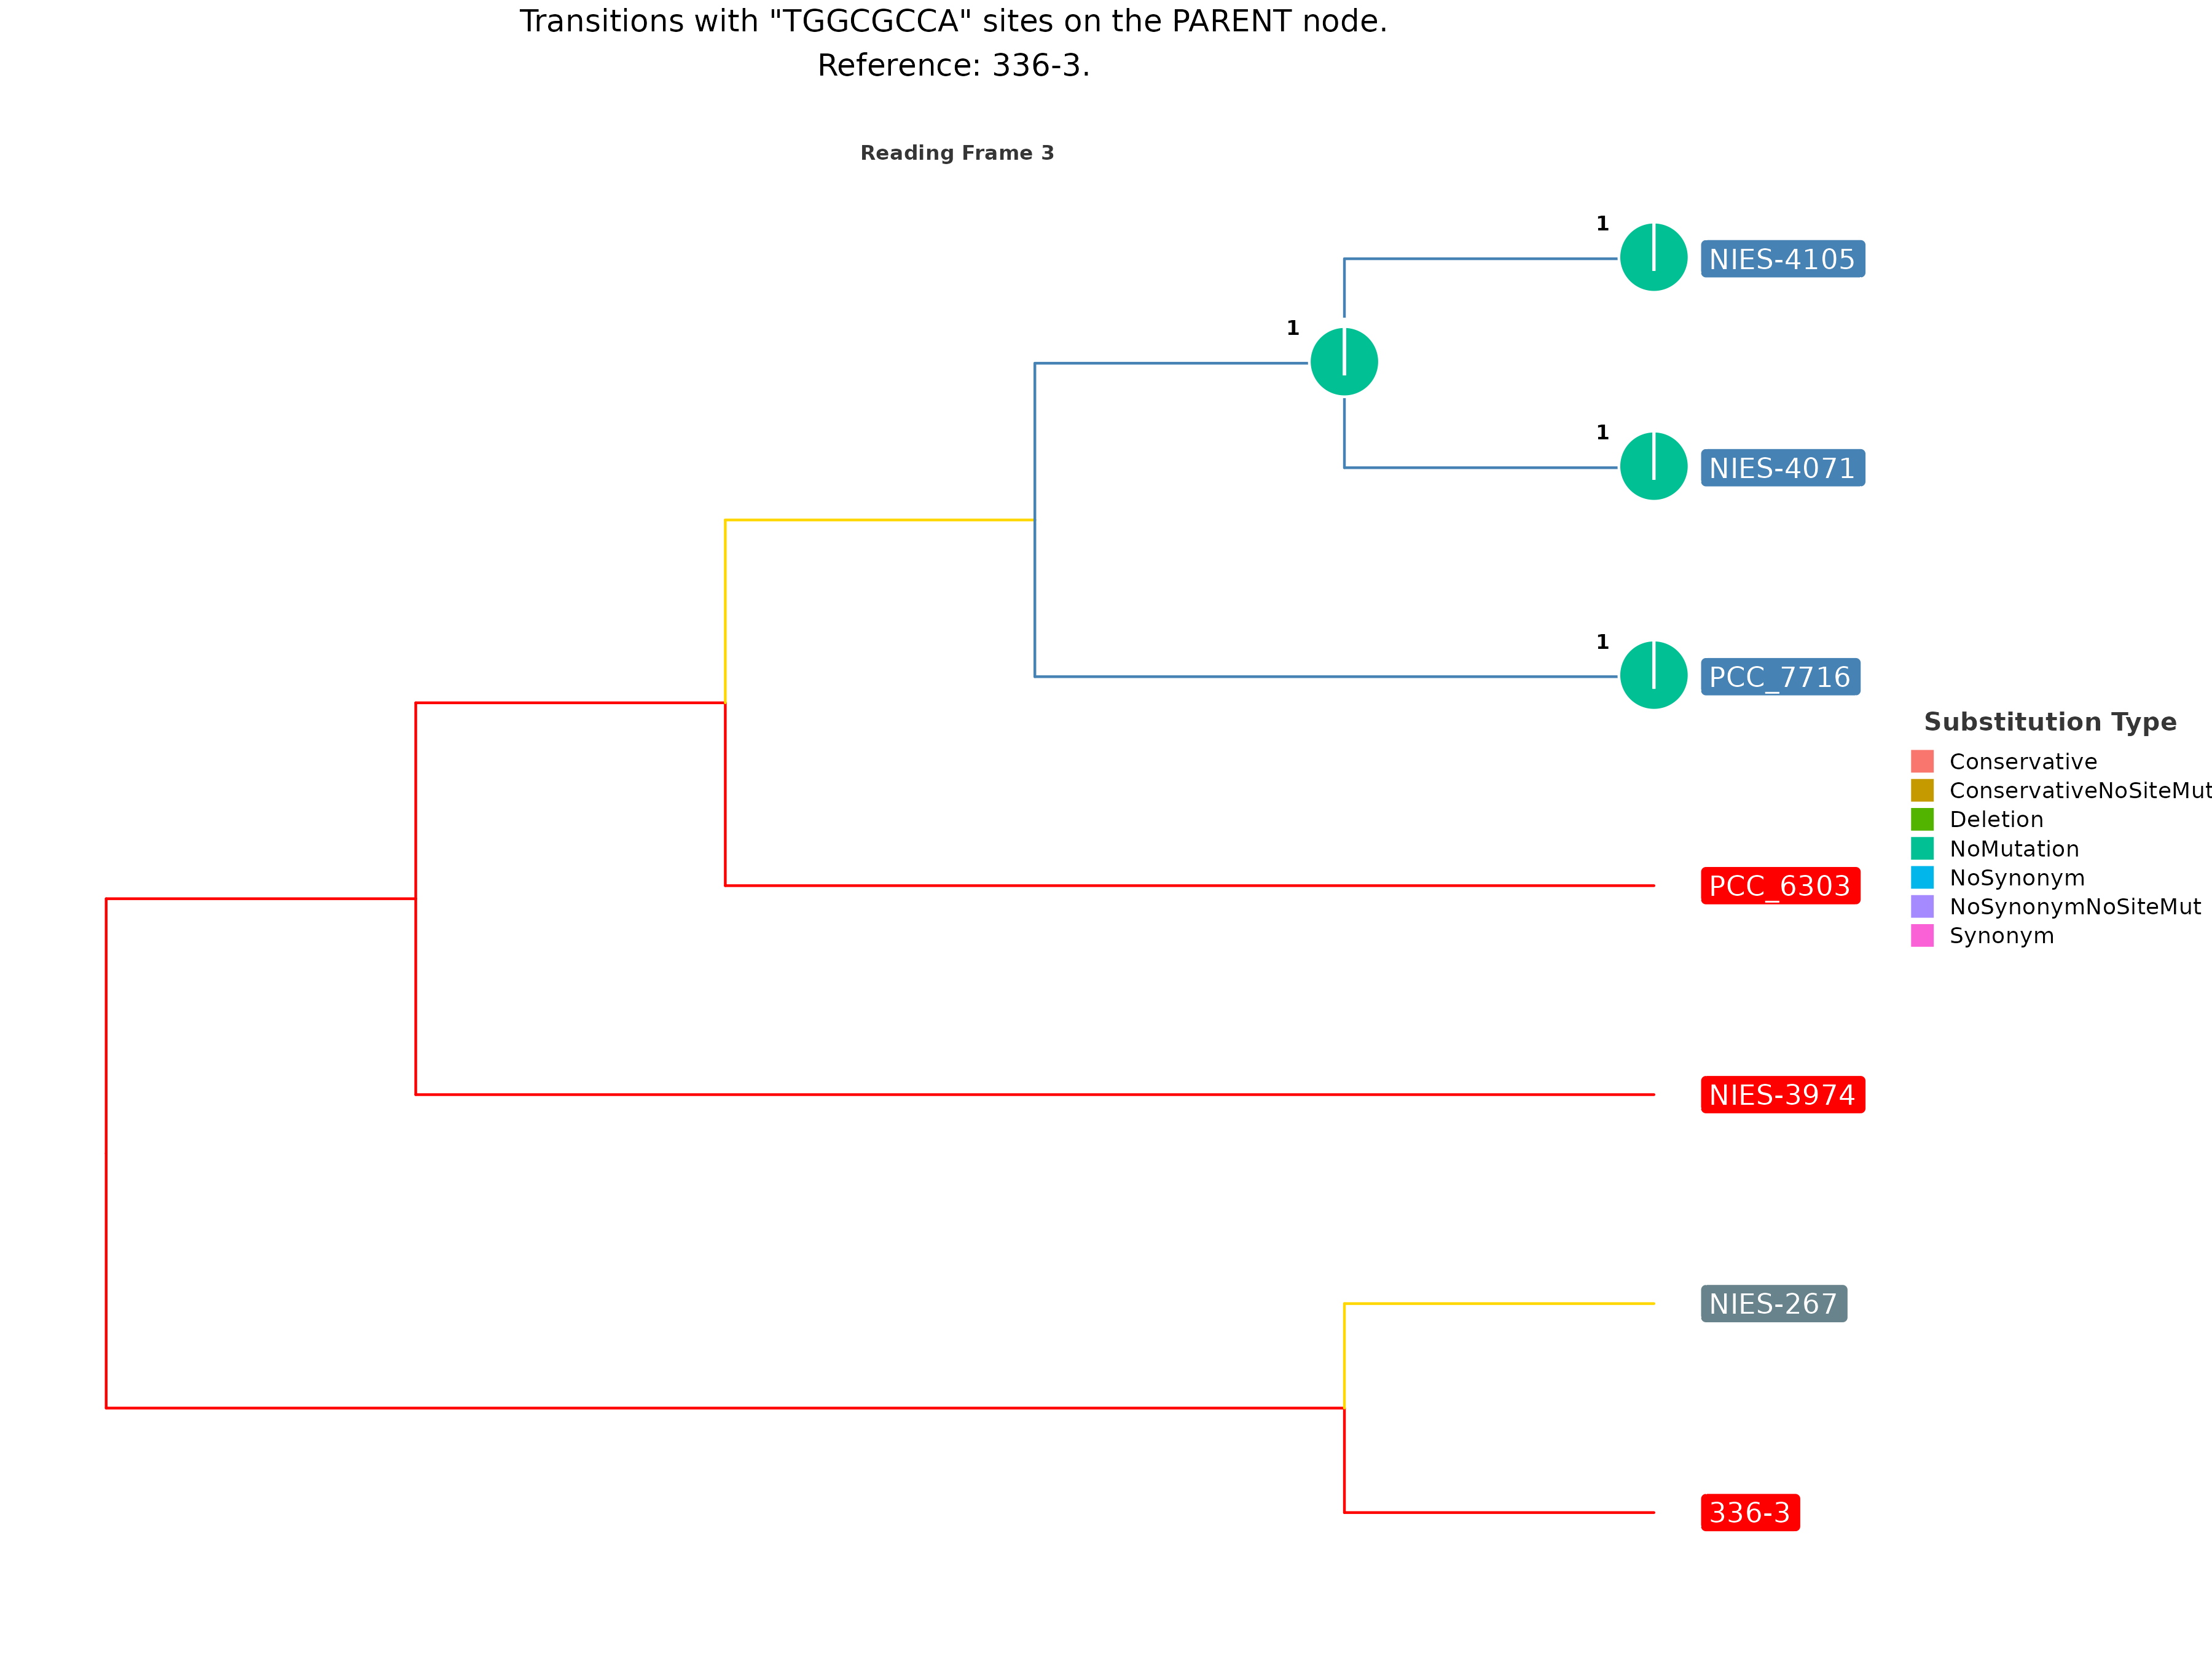 Transitions with "TGGCGCCA" sites on the PARENT node.
Reference: 336-3.
Reading Frame 3
1
NIES-4105
1
1
NIES-4071
1
PCC_7716
Substitution Type
Conservative
ConservativeNoSiteMut
Deletion
NoMutation
NoSynonym
NoSynonymNoSiteMut
Synonym
PCC_6303
NIES-3974
NIES-267
336-3